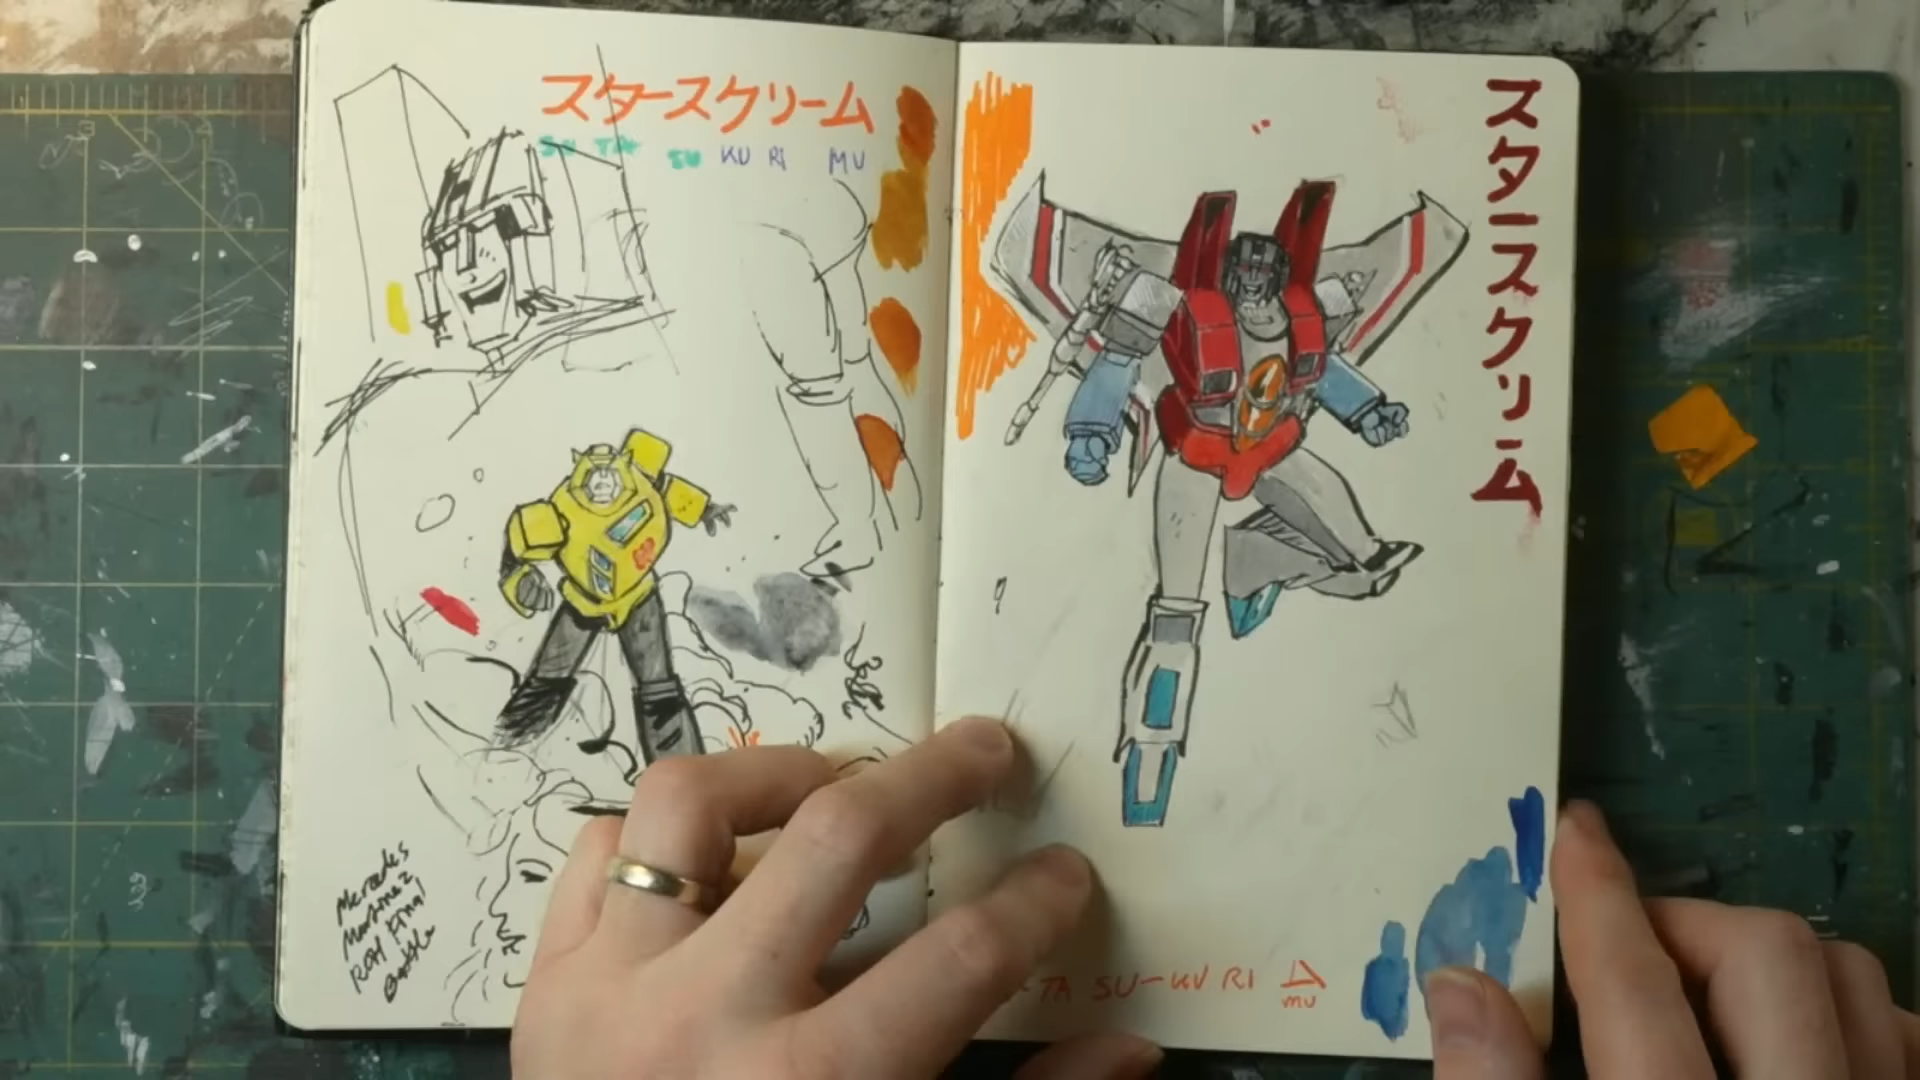 スタースクリーム
SU TA SU KU RI MU
Mercedes
Martinez
ROH Final
Battle
スタースクリーム
TA SU-KU RI ム
MU